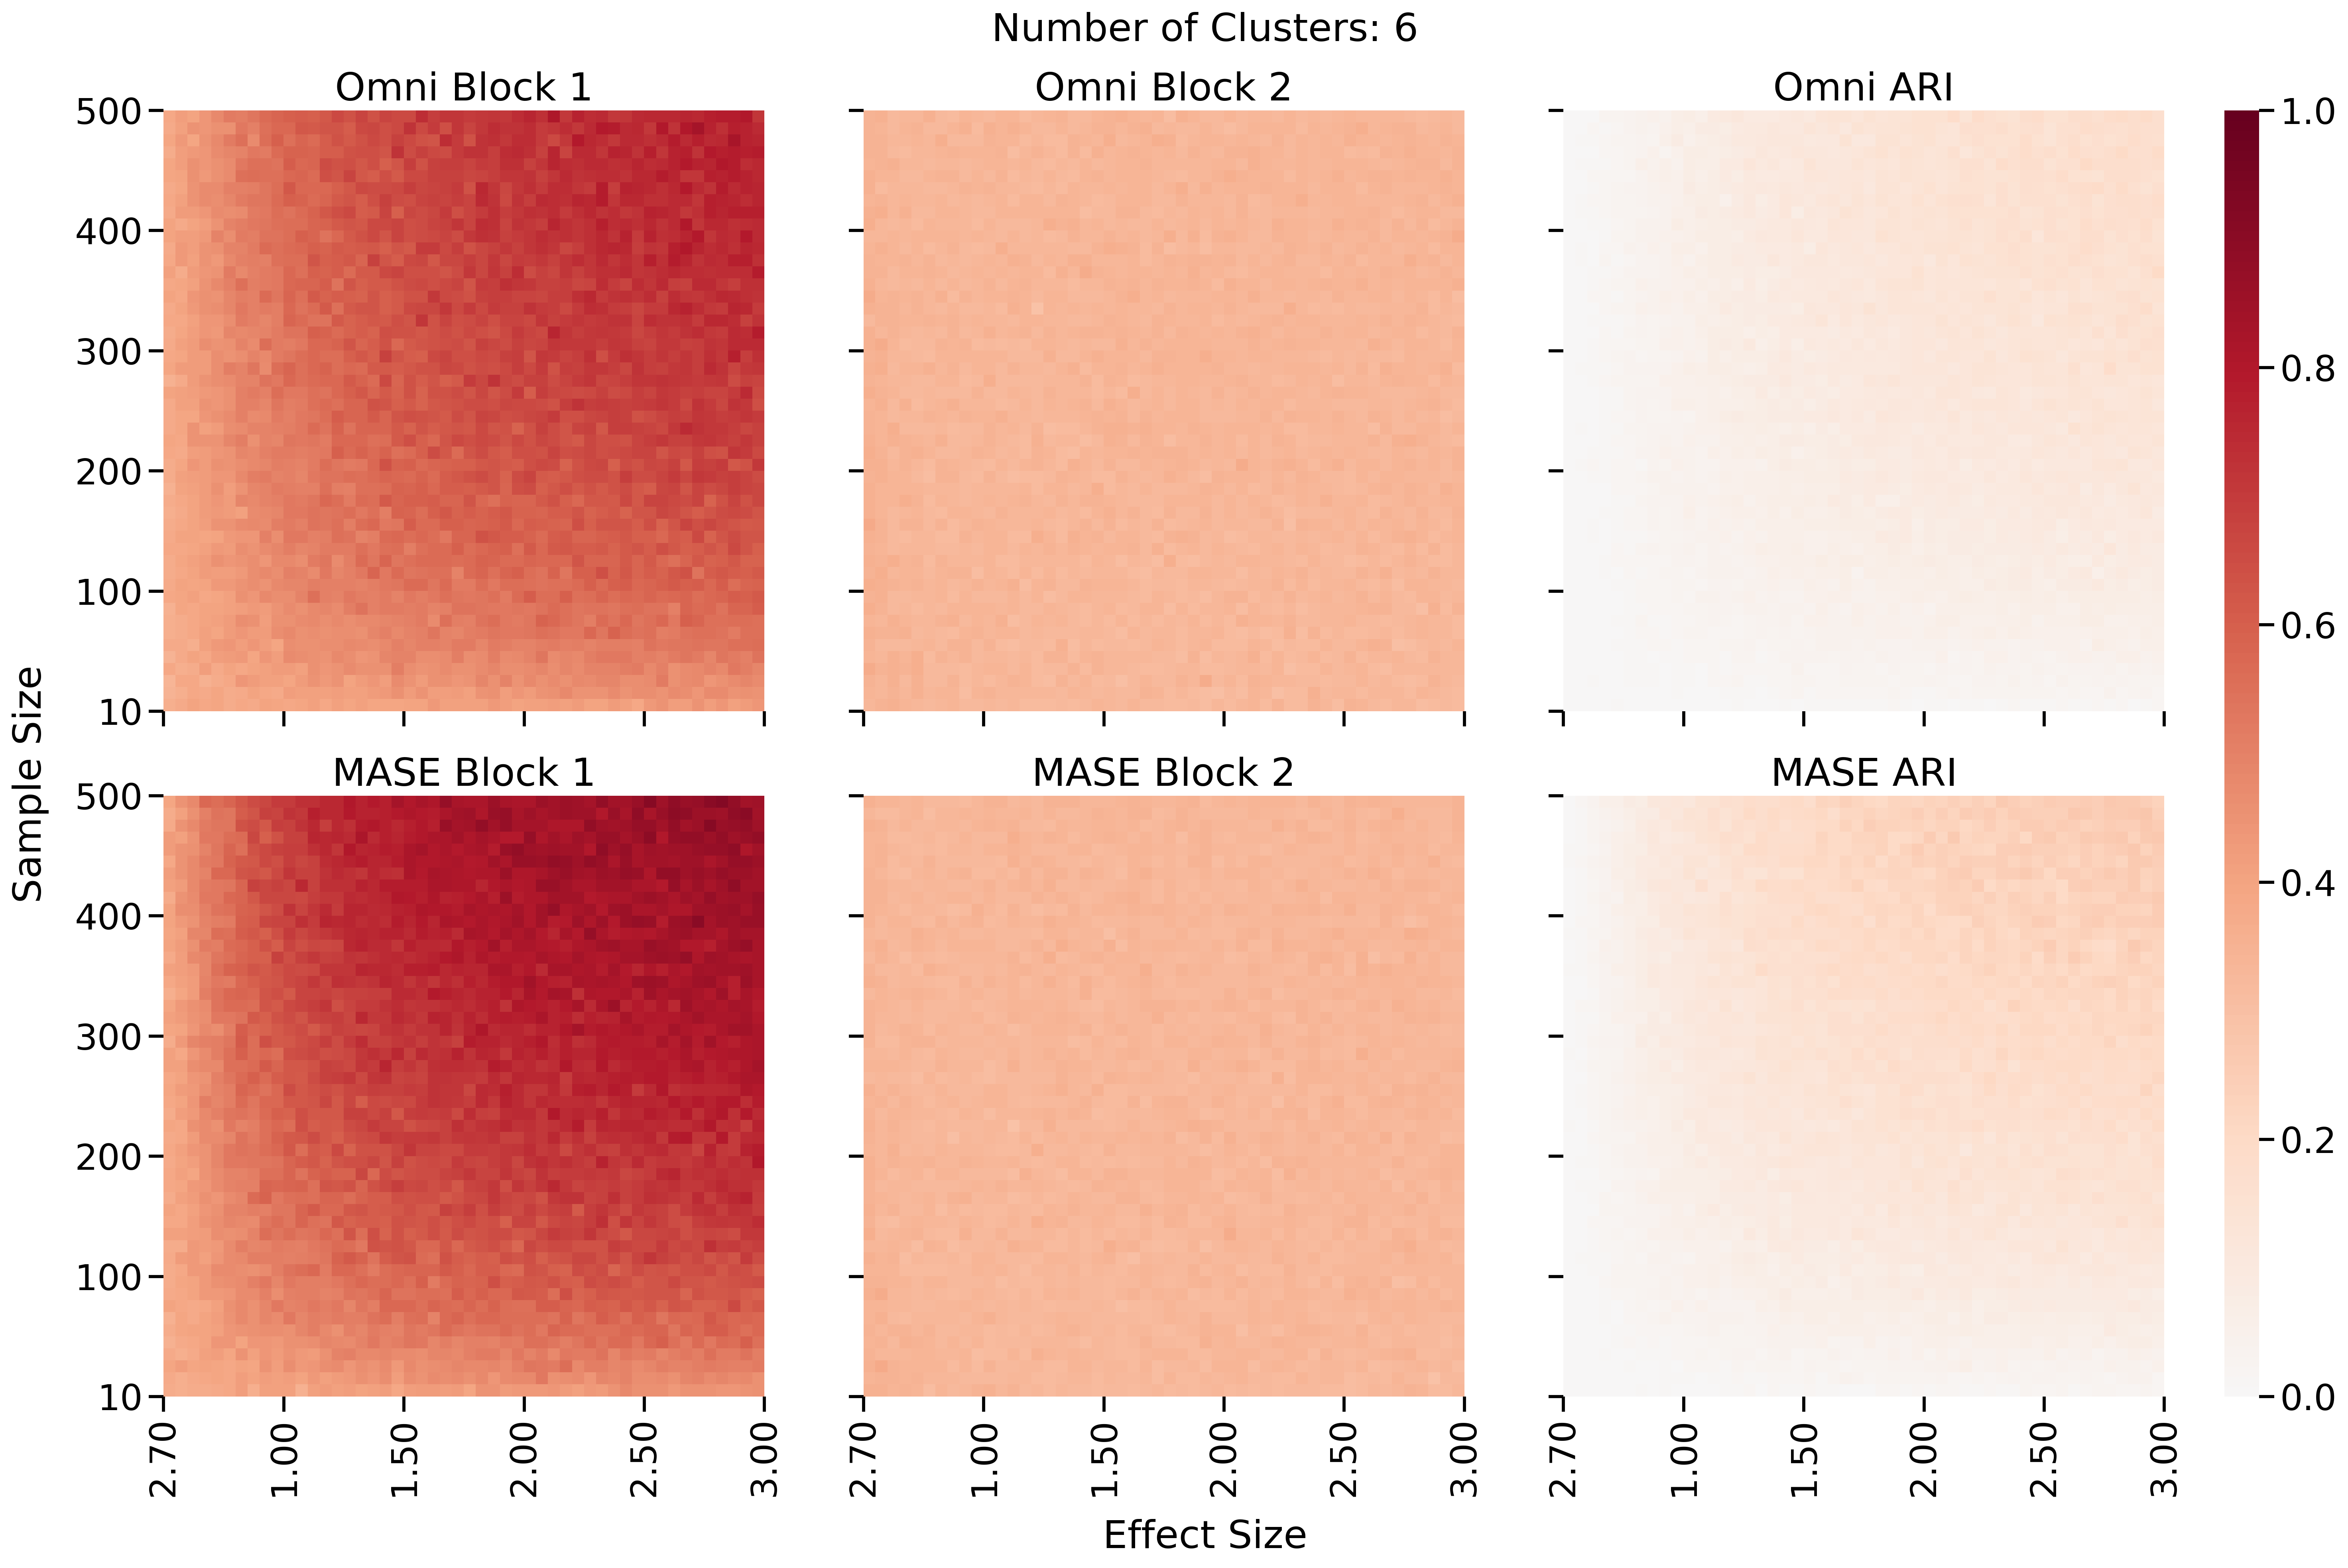 Number of Clusters: 6
Omni Block 1
Omni Block 2
Omni ARI
500
400
300
200
100
10
MASE Block 1
MASE Block 2
MASE ARI
500
400
300
200
100
10
Sample Size
2.70 1.00 1.50 2.00 2.50 3.00
2.70 1.00 1.50 2.00 2.50 3.00
2.70 1.00 1.50 2.00 2.50 3.00
Effect Size
1.0
0.8
0.6
0.4
0.2
0.0